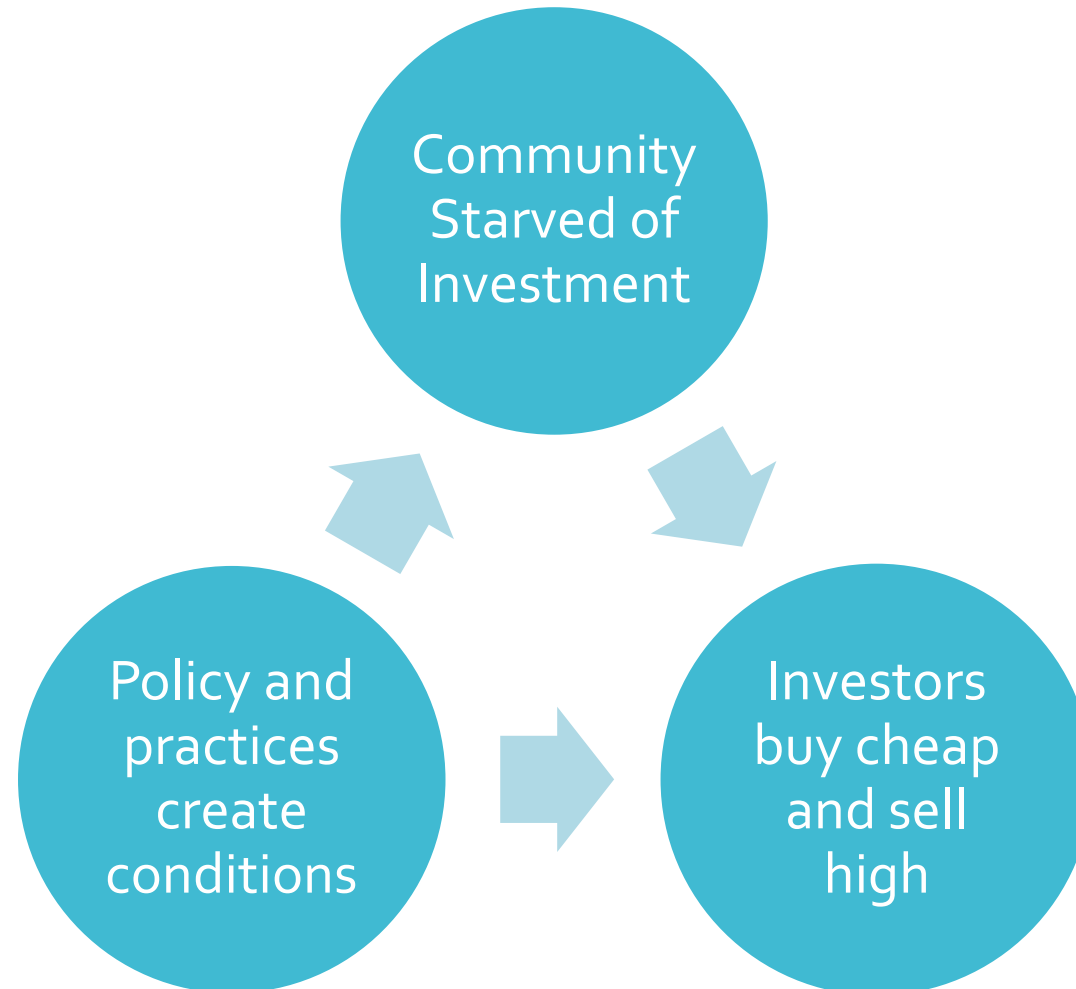 Community
Starved of
Investment
Policy and
practices
create
conditions
Investors
buy cheap
and sell
high